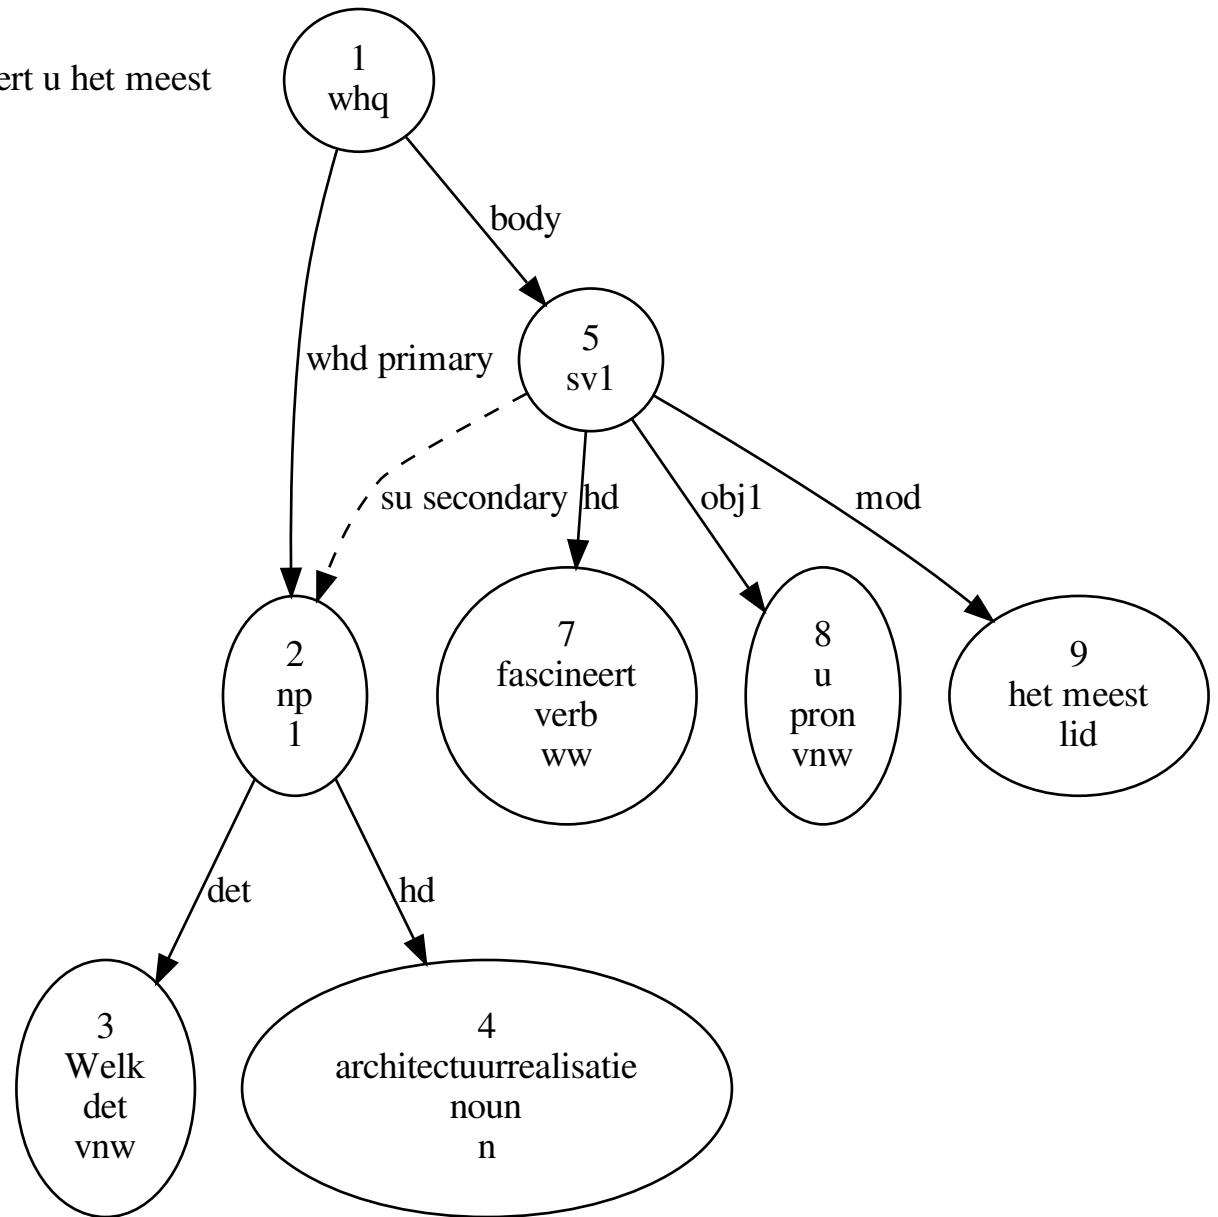 ert u het meest
1
whq
body
whd primary
5
sv1
su secondary
hd
obj1
mod
2
np
1
7
fascineert
verb
ww
8
u
pron
vnw
9
het meest
lid
det
hd
3
Welk
det
vnw
4
architectuurrealisatie
noun
n